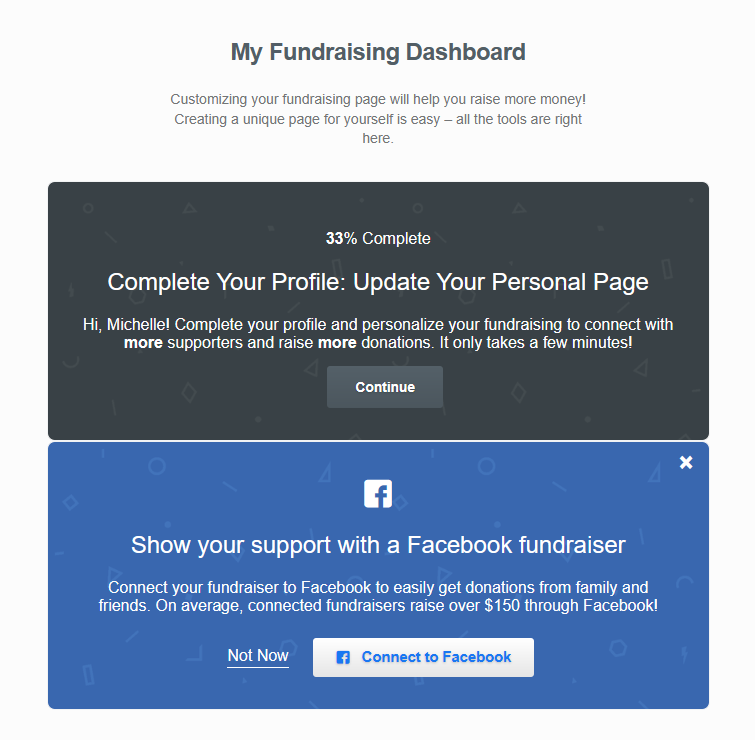 My Fundraising Dashboard
Customizing your fundraising page will help you raise more money!
Creating a unique page for yourself is easy – all the tools are right
here.
33% Complete
Complete Your Profile: Update Your Personal Page
Hi, Michelle! Complete your profile and personalize your fundraising to connect with
more supporters and raise more donations. It only takes a few minutes!
Continue
Show your support with a Facebook fundraiser
Connect your fundraiser to Facebook to easily get donations from family and
friends. On average, connected fundraisers raise over $150 through Facebook!
Not Now
Connect to Facebook